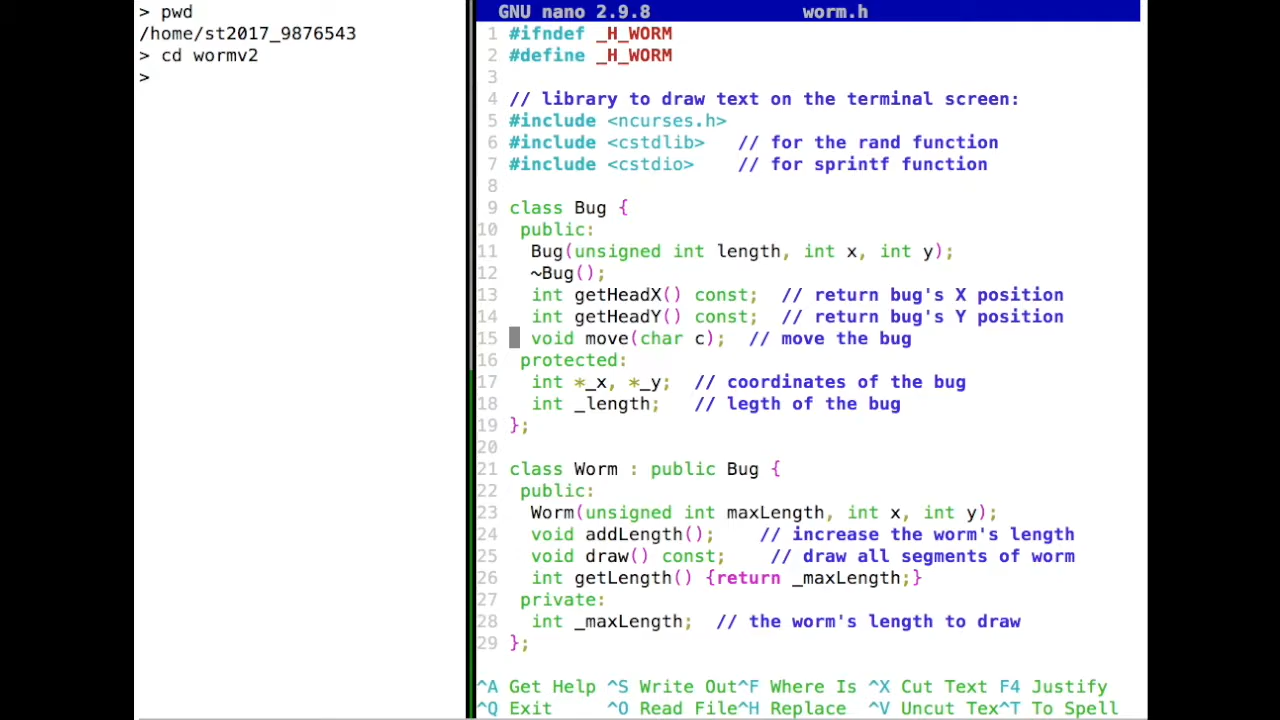 > pwd
/home/st2017_9876543
> cd wormv2
>
GNU nano 2.9.8 worm.h
1 #ifndef _H_WORM
2 #define _H_WORM
3
4 // library to draw text on the terminal screen:
5 #include <ncurses.h>
6 #include <cstdlib>   // for the rand function
7 #include <cstdio>    // for sprintf function
8
9 class Bug {
10  public:
11   Bug(unsigned int length, int x, int y);
12   ~Bug();
13   int getHeadX() const;  // return bug's X position
14   int getHeadY() const;  // return bug's Y position
15   void move(char c);  // move the bug
16  protected:
17   int *_x, *_y;  // coordinates of the bug
18   int _length;   // legth of the bug
19 };
20
21 class Worm : public Bug {
22  public:
23   Worm(unsigned int maxLength, int x, int y);
24   void addLength();    // increase the worm's length
25   void draw() const;    // draw all segments of worm
26   int getLength() {return _maxLength;}
27  private:
28   int _maxLength;  // the worm's length to draw
29 };
^A Get Help ^S Write Out^F Where Is ^X Cut Text F4 Justify
^Q Exit ^O Read File^H Replace ^V Uncut Tex^T To Spell